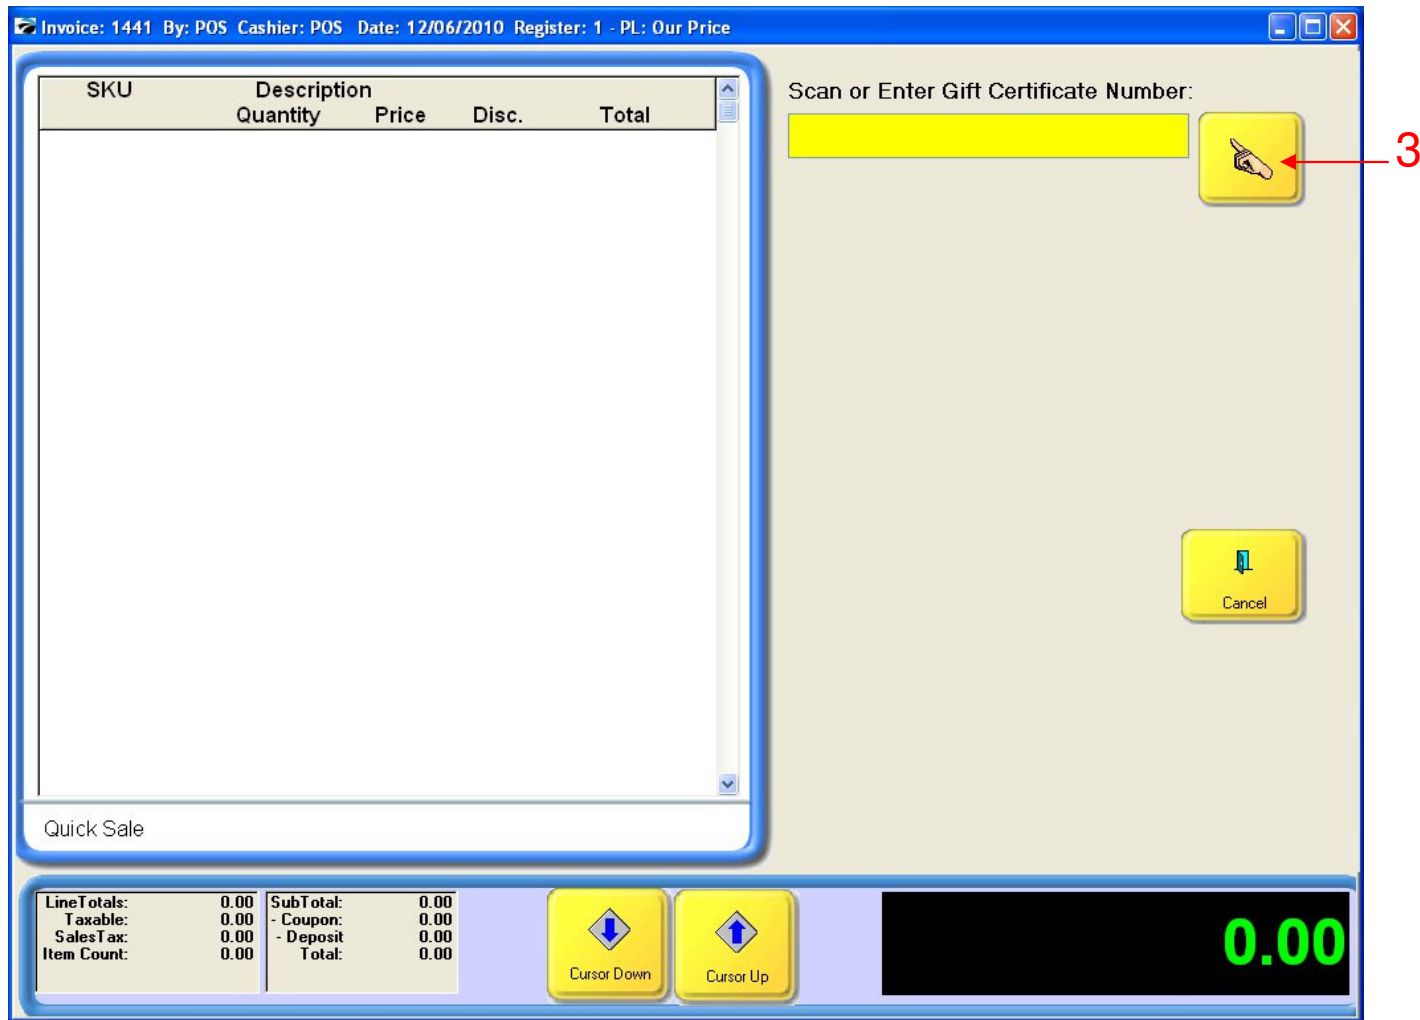 Invoice: 1441 By: POS Cashier: POS Date: 12/06/2010 Register: 1 - PL: Our Price
SKU Description
Quantity Price Disc. Total
Scan or Enter Gift Certificate Number:
3
Cancel
Quick Sale
LineTotals: 0.00 SubTotal: 0.00
Taxable: 0.00 - Coupon: 0.00
SalesTax: 0.00 - Deposit 0.00
Item Count: 0.00 Total: 0.00
Cursor Down
Cursor Up
0.00